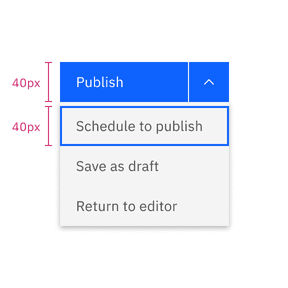 40px
Publish
40px
Schedule to publish
Save as draft
Return to editor